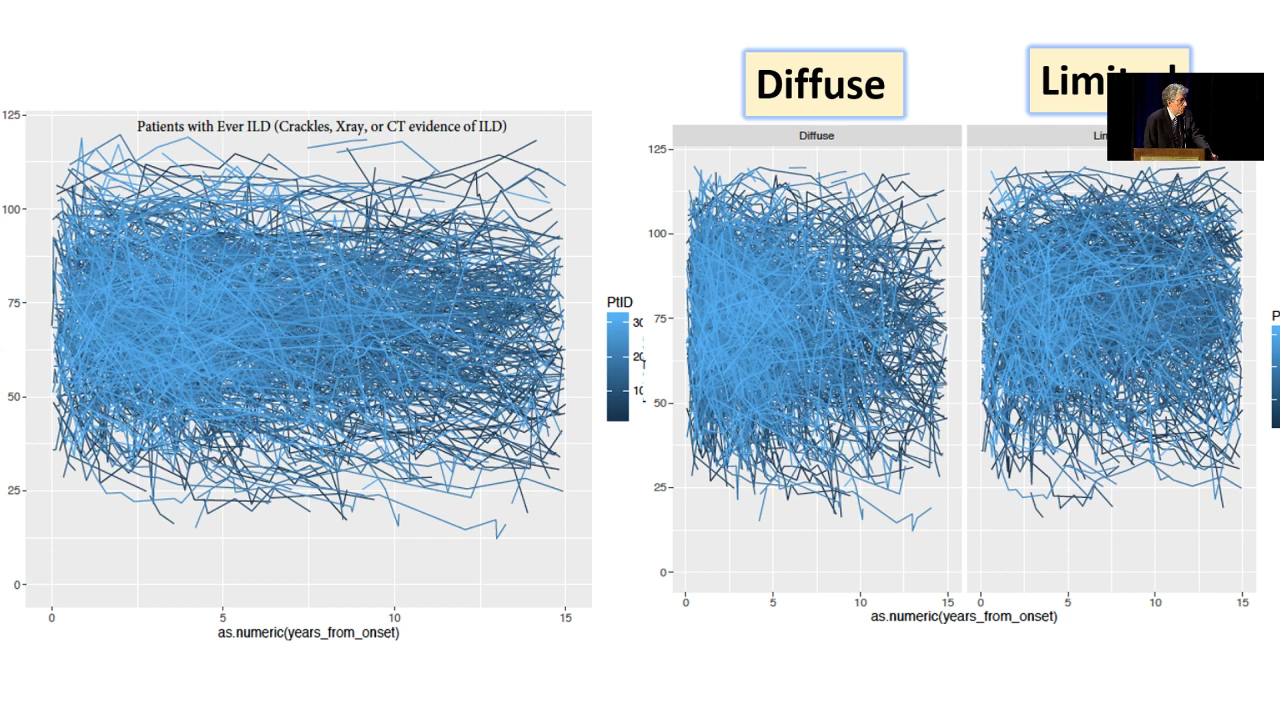 Diffuse
Patients with Ever ILD (Crackles, Xray, or CT evidence of ILD)
Diffuse
125
100
75
50
25
0
0 5 10 15
as.numeric(years_from_onset)
PtID
125
100
75
50
25
0
0 5 10 15
0 5 10 15
as.numeric(years_from_onset)